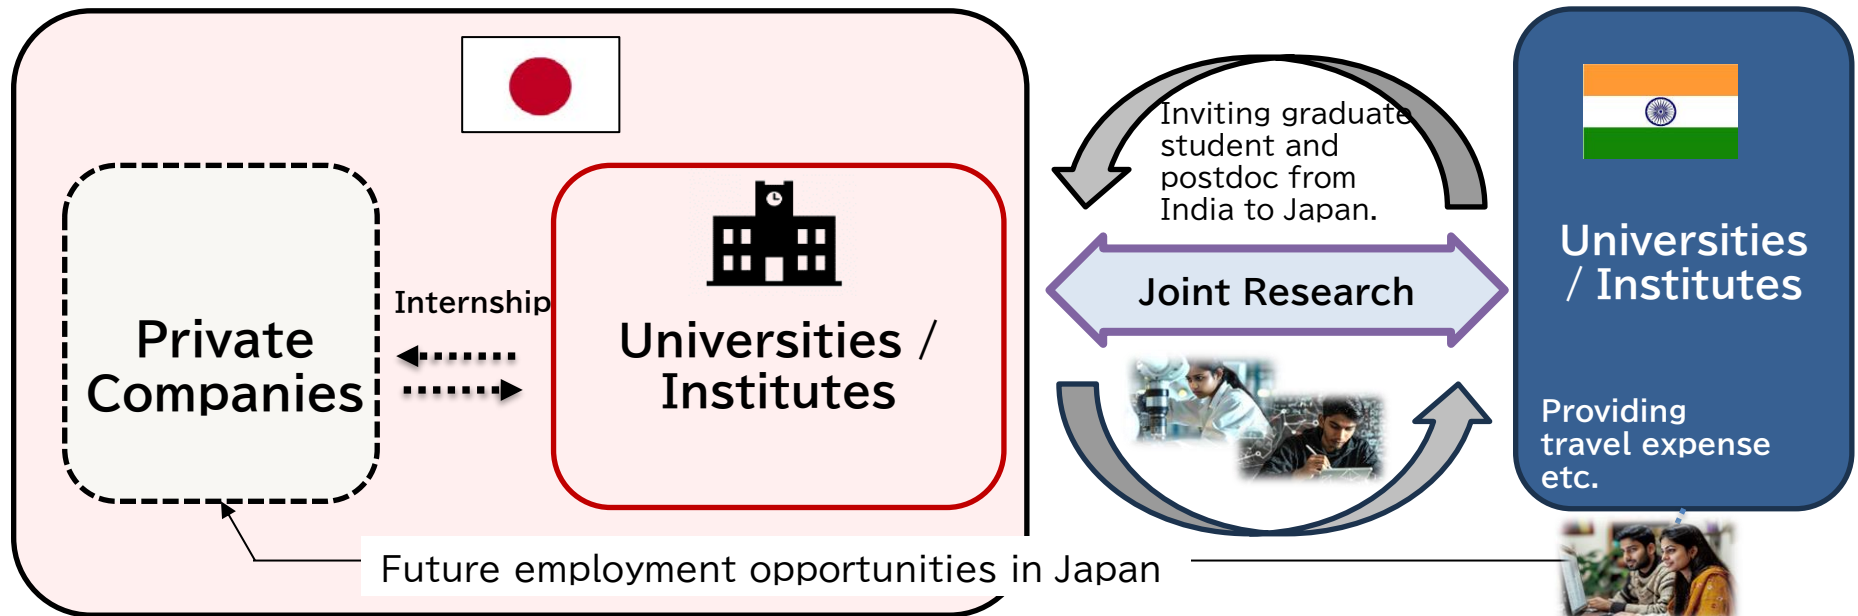 Private
Companies
Internship
Universities /
Institutes
Inviting graduate
student and
postdoc from
India to Japan.
Joint Research
Universities
/ Institutes
Providing
travel expense
etc.
Future employment opportunities in Japan